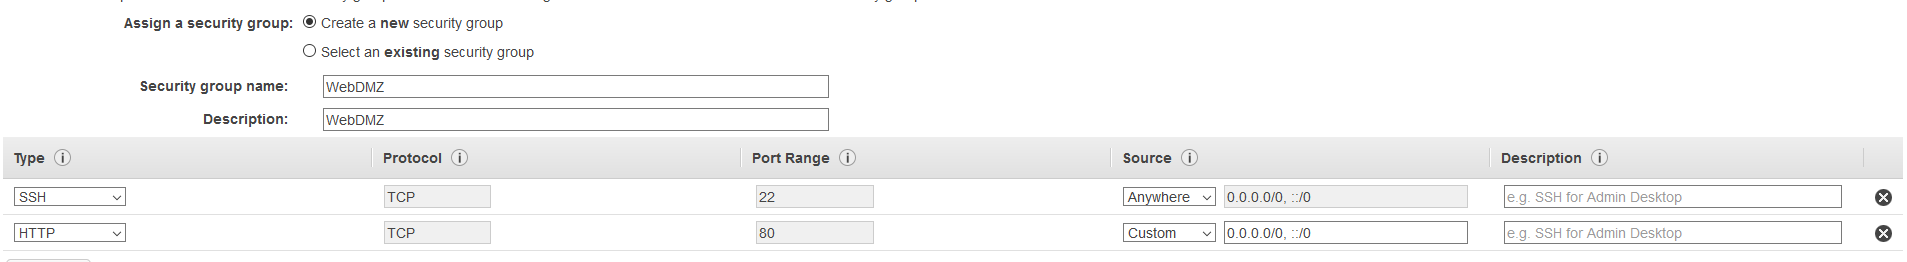 Assign a security group: Create a new security group
Select an existing security group
Security group name: WebDMZ
Description: WebDMZ
Type i Protocol i Port Range i Source i Description i
SSH TCP 22 Anywhere 0.0.0.0/0, ::/0 e.g. SSH for Admin Desktop
HTTP TCP 80 Custom 0.0.0.0/0, ::/0 e.g. SSH for Admin Desktop